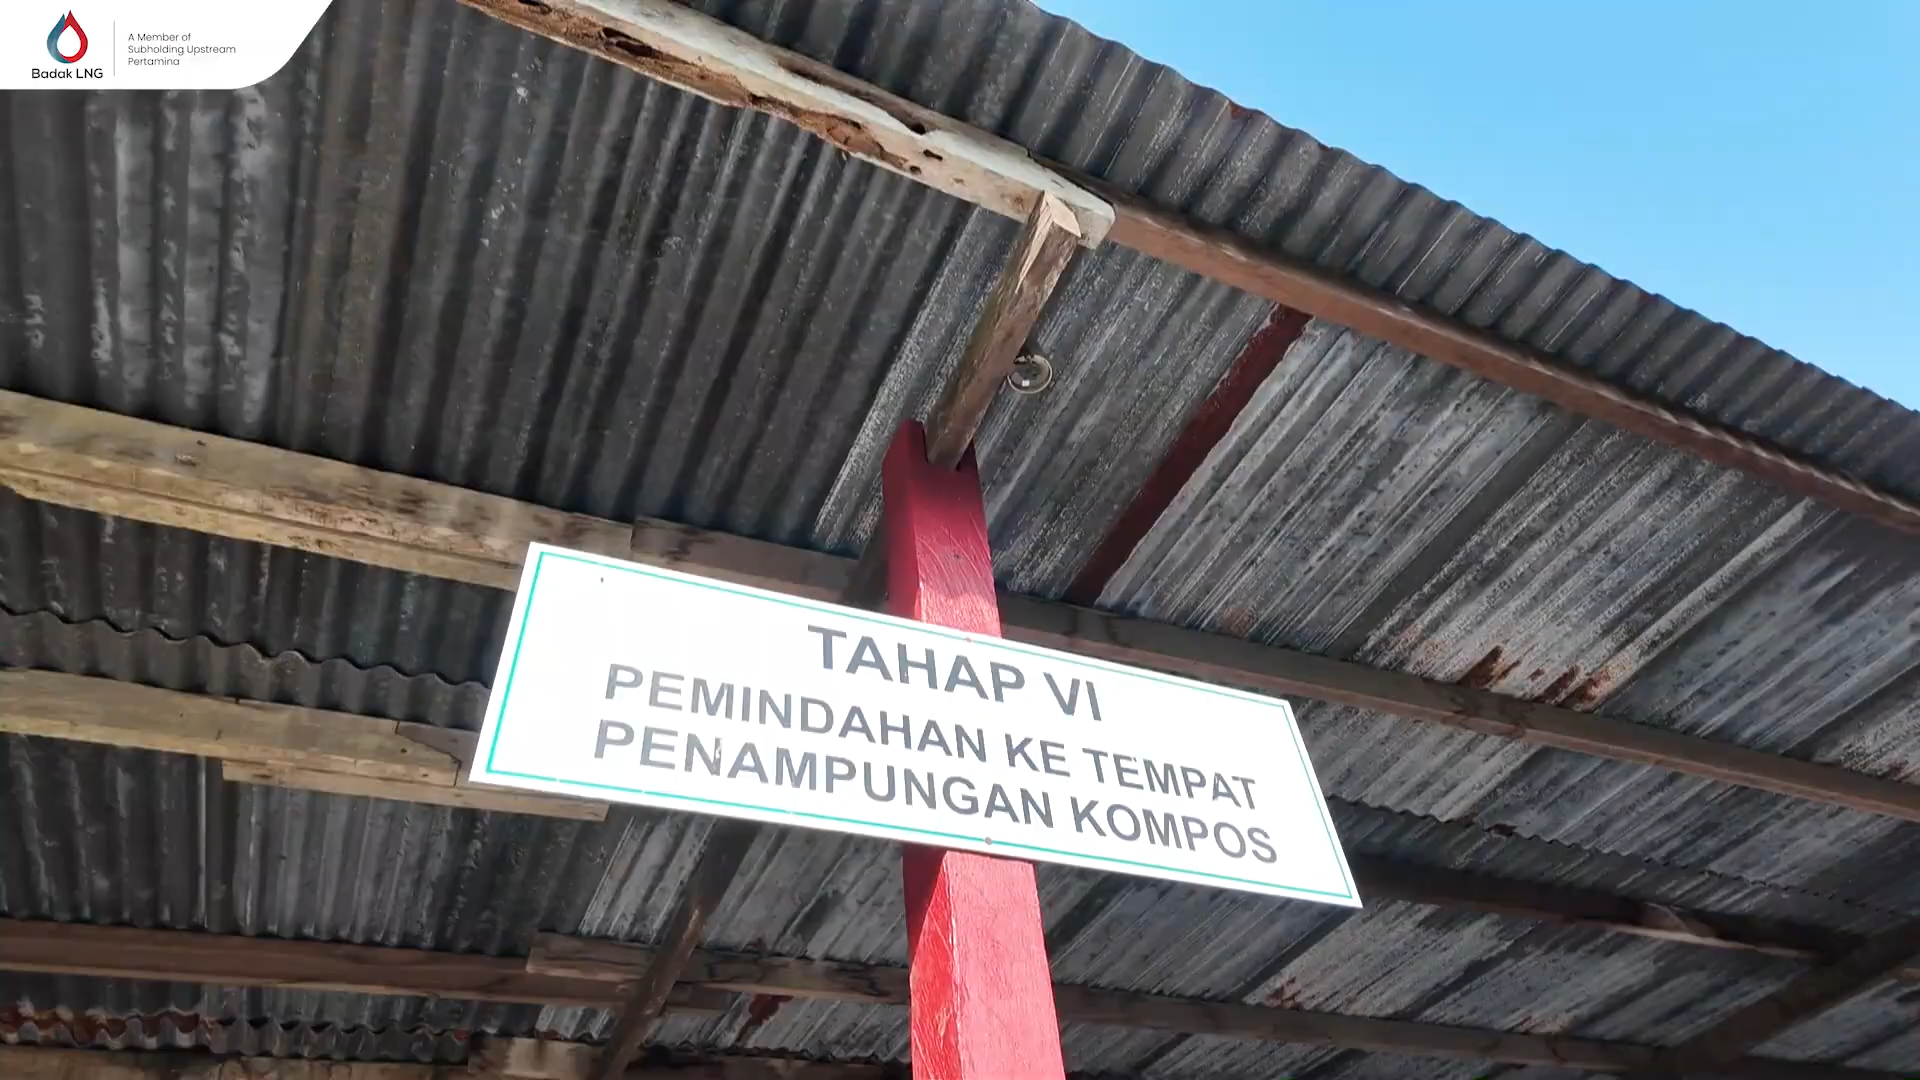 Badak LNG
A Member of
Subholding Upstream
Pertamina
TAHAP VI
PEMINDAHAN KE TEMPAT
PENAMPUNGAN KOMPOS